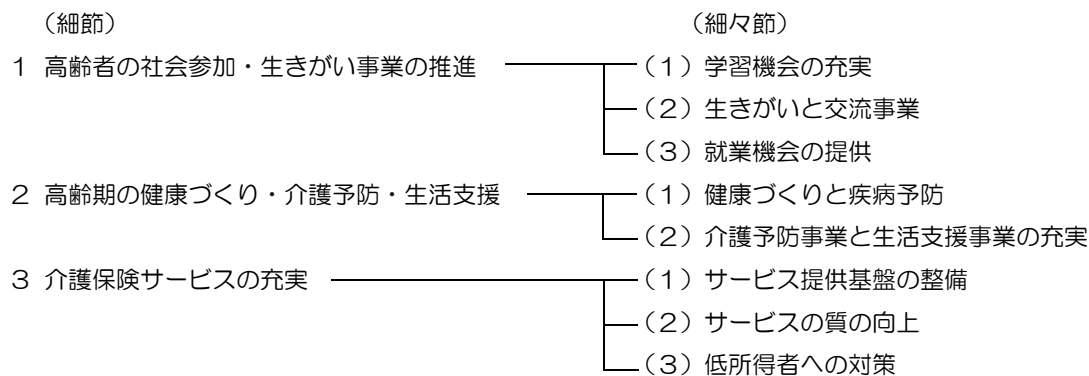 （細節） （細々節）
１ 高齢者の社会参加・生きがい事業の推進 （１）学習機会の充実
（２）生きがいと交流事業
（３）就業機会の提供
２ 高齢期の健康づくり・介護予防・生活支援 （１）健康づくりと疾病予防
（２）介護予防事業と生活支援事業の充実
３ 介護保険サービスの充実 （１）サービス提供基盤の整備
（２）サービスの質の向上
（３）低所得者への対策